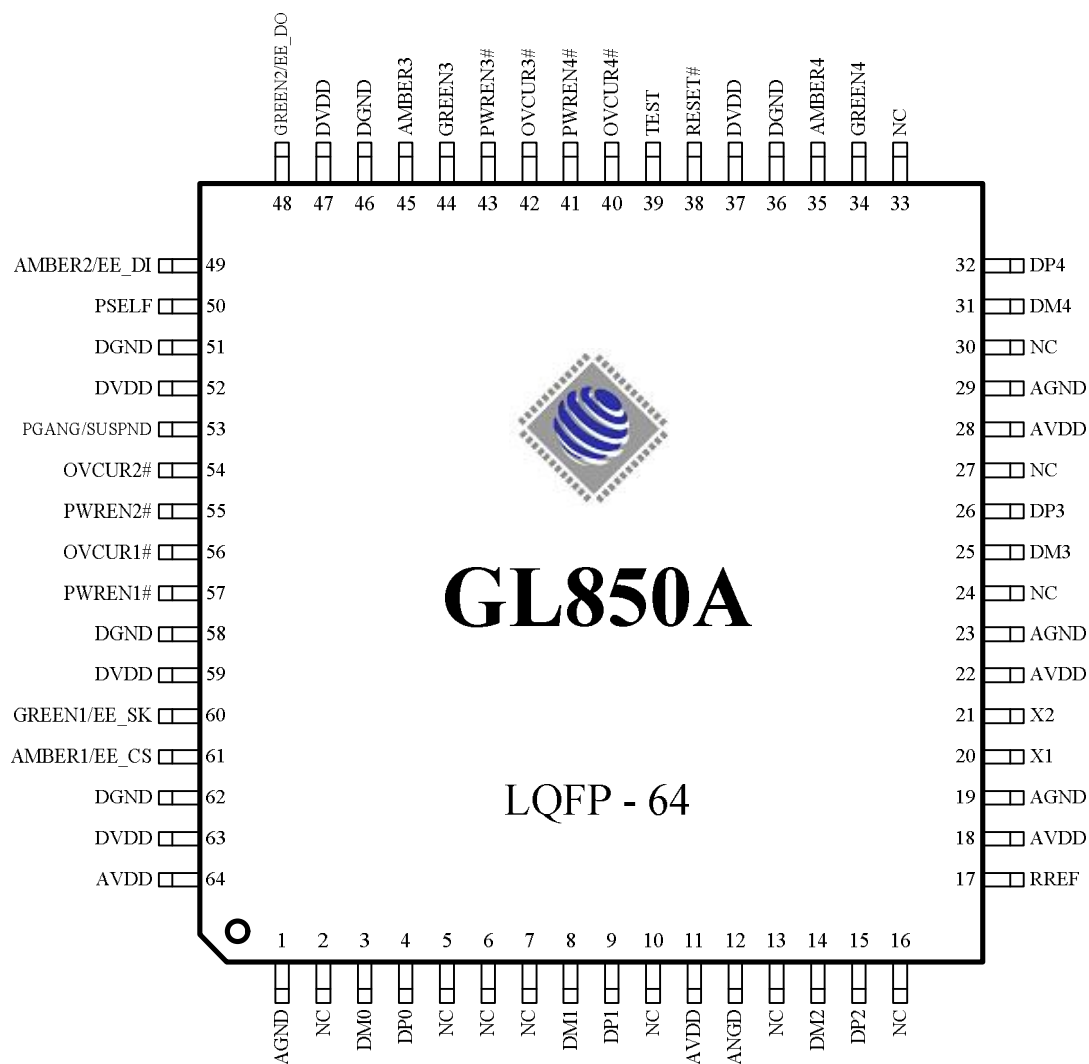 GREEN2/EE_DO
DVDD
DGND
AMBER3
GREEN3
PWREN3#
OVCUR3#
PWREN4#
OVCUR4#
TEST
RESET#
DVDD
DGND
AMBER4
GREEN4
NC
48 47 46 45 44 43 42 41 40 39 38 37 36 35 34 33
AMBER2/EE_DI 49
PSELF 50
DGND 51
DVDD 52
PGANG/SUSPND 53
OVCUR2# 54
PWREN2# 55
OVCUR1# 56
PWREN1# 57
DGND 58
DVDD 59
GREEN1/EE_SK 60
AMBER1/EE_CS 61
DGND 62
DVDD 63
AVDD 64
GL850A
LQFP - 64
32 DP4
31 DM4
30 NC
29 AGND
28 AVDD
27 NC
26 DP3
25 DM3
24 NC
23 AGND
22 AVDD
21 X2
20 X1
19 AGND
18 AVDD
17 RREF
1 2 3 4 5 6 7 8 9 10 11 12 13 14 15 16
AGND
NC
DM0
DP0
NC
NC
NC
DM1
DP1
NC
AVDD
ANGD
NC
DM2
DP2
NC